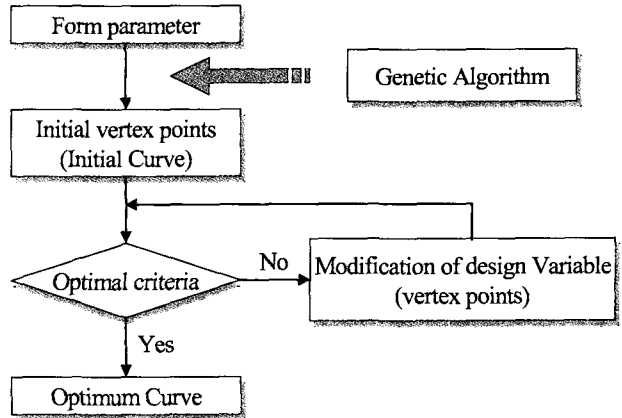 Form parameter
Genetic Algorithm
Initial vertex points
(Initial Curve)
Optimal criteria
No
Modification of design Variable
(vertex points)
Yes
Optimum Curve